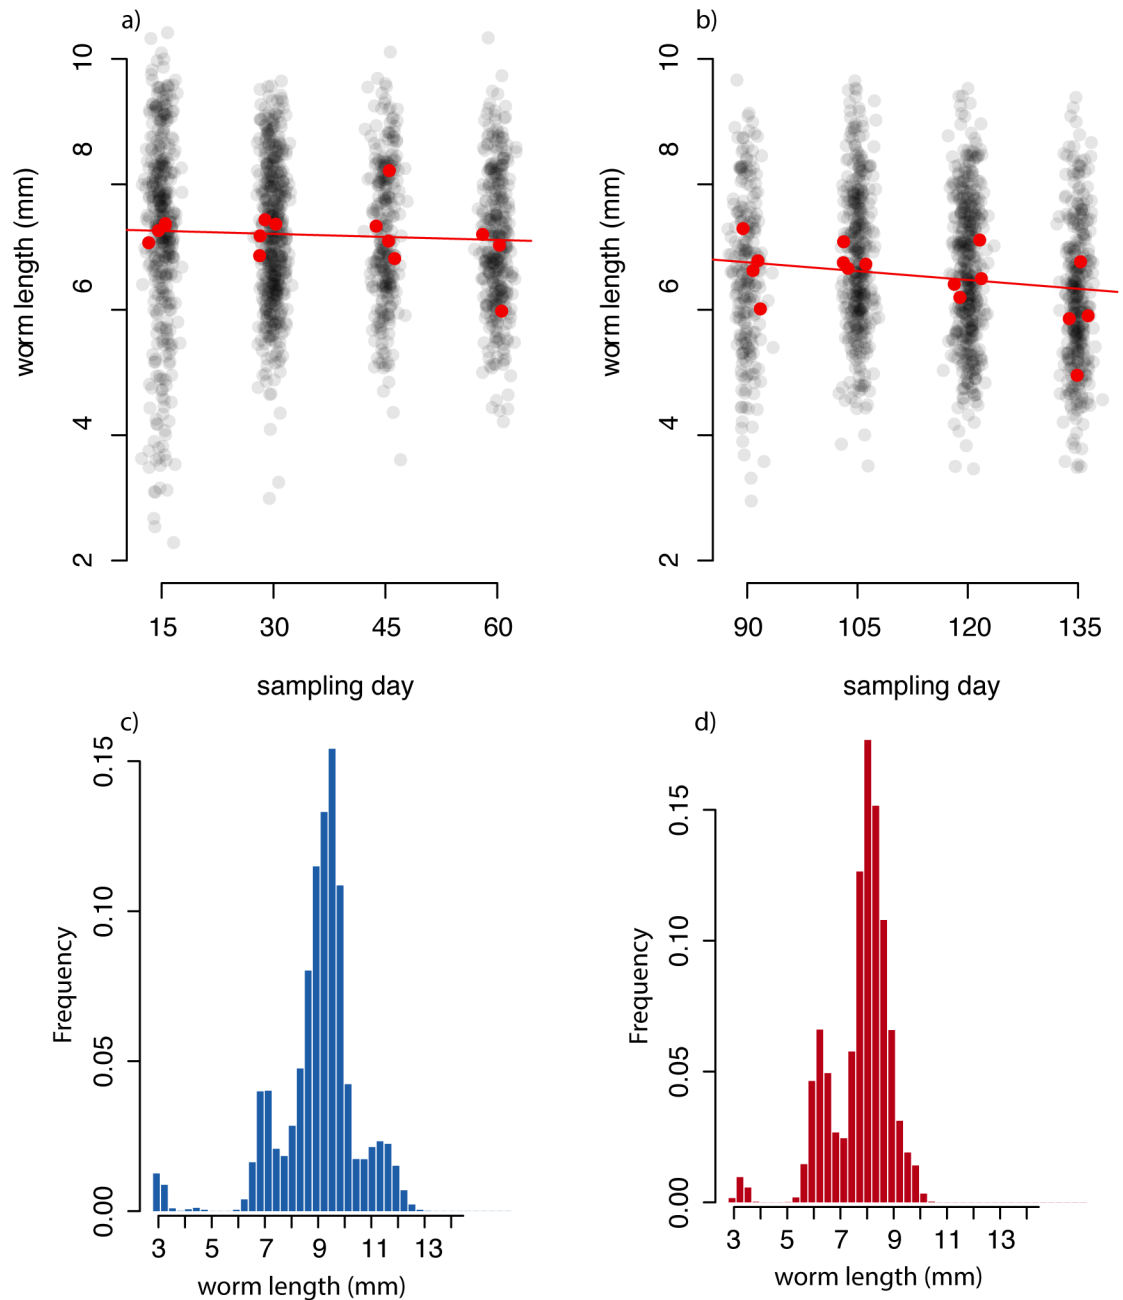 a)
worm length (mm)
2 4 6 8 10
15 30 45 60
sampling day
b)
worm length (mm)
2 4 6 8 10
90 105 120 135
sampling day
c)
Frequency
0.00 0.05 0.10 0.15
3 5 7 9 11 13
worm length (mm)
d)
Frequency
0.00 0.05 0.10 0.15
3 5 7 9 11 13
worm length (mm)